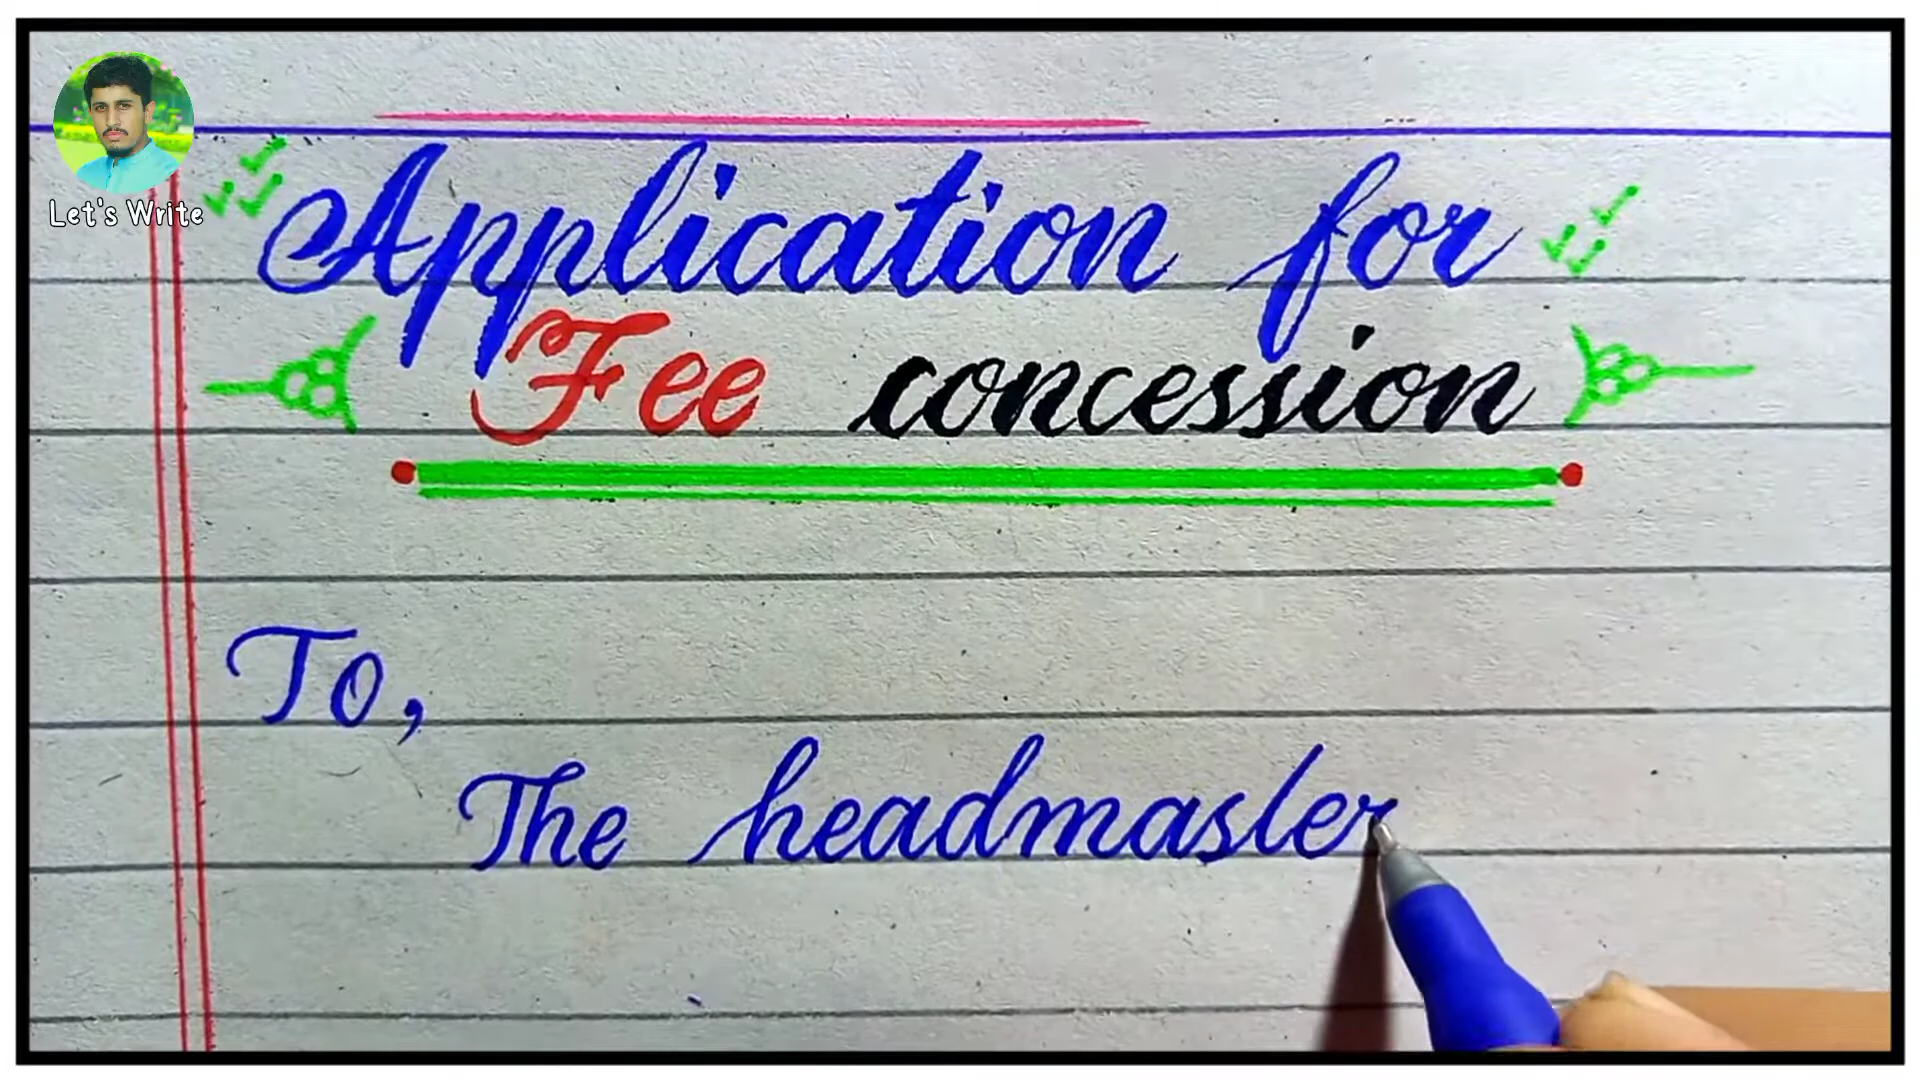 Let's Write
Application for
Fee concession
To,
The headmaster